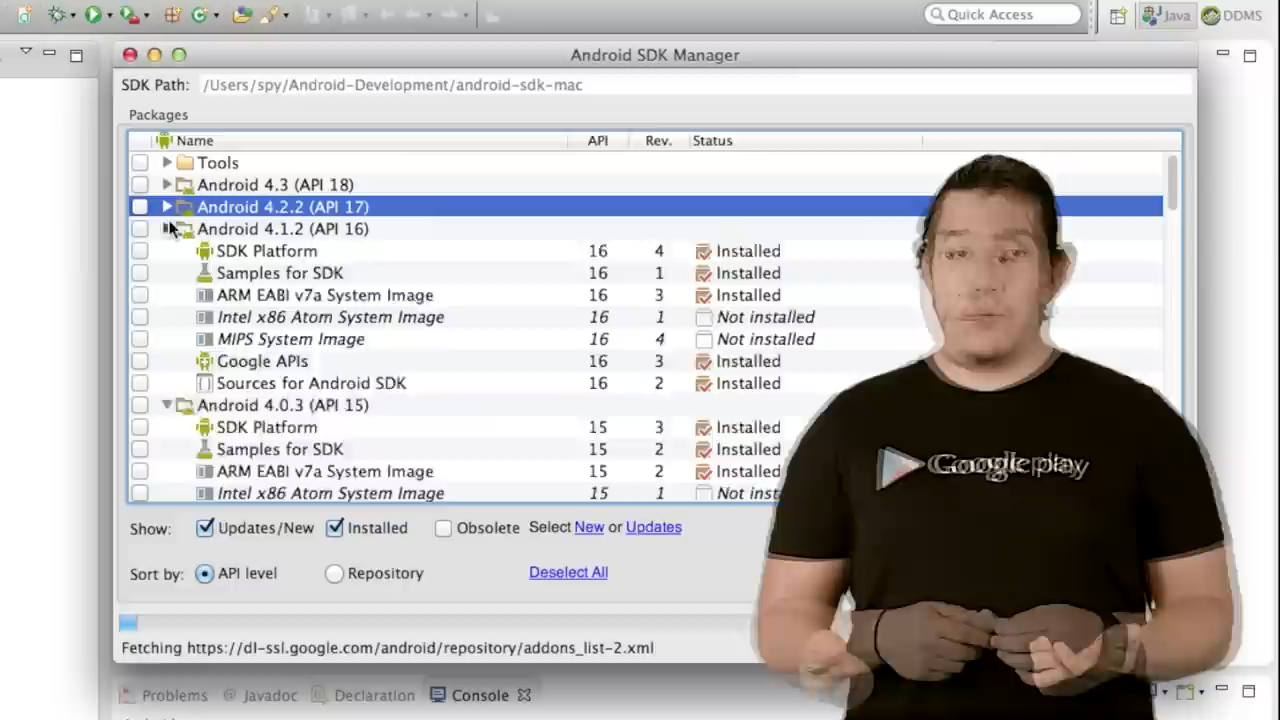 Quick Access
Java
DDMS
Android SDK Manager
SDK Path: /Users/spy/Android-Development/android-sdk-mac
Packages
Name API Rev. Status
Tools
Android 4.3 (API 18)
Android 4.2.2 (API 17)
Android 4.1.2 (API 16)
SDK Platform 16 4 Installed
Samples for SDK 16 1 Installed
ARM EABI v7a System Image 16 3 Installed
Intel x86 Atom System Image 16 1 Not installed
MIPS System Image 16 4 Not installed
Google APIs 16 3 Installed
Sources for Android SDK 16 2 Installed
Android 4.0.3 (API 15)
SDK Platform 15 3 Installed
Samples for SDK 15 2 Installed
ARM EABI v7a System Image 15 2 Installed
Intel x86 Atom System Image 15 1 Not inst
Google play
Show: Updates/New Installed Obsolete Select New or Updates
Sort by: API level Repository Deselect All
Fetching https://dl-ssl.google.com/android/repository/addons_list-2.xml
Problems @ Javadoc Declaration Console